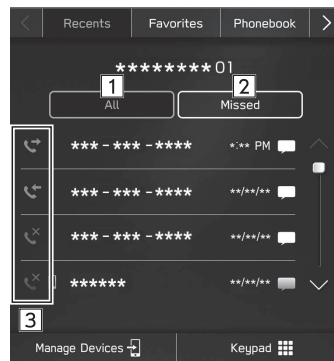 Recents Favorites Phonebook
********01
1 2
All Missed
***-***-**** *:** PM
***-***-**** **/**/**
***-***-**** **/**/**
****** **/**/**
3
Manage Devices Keypad